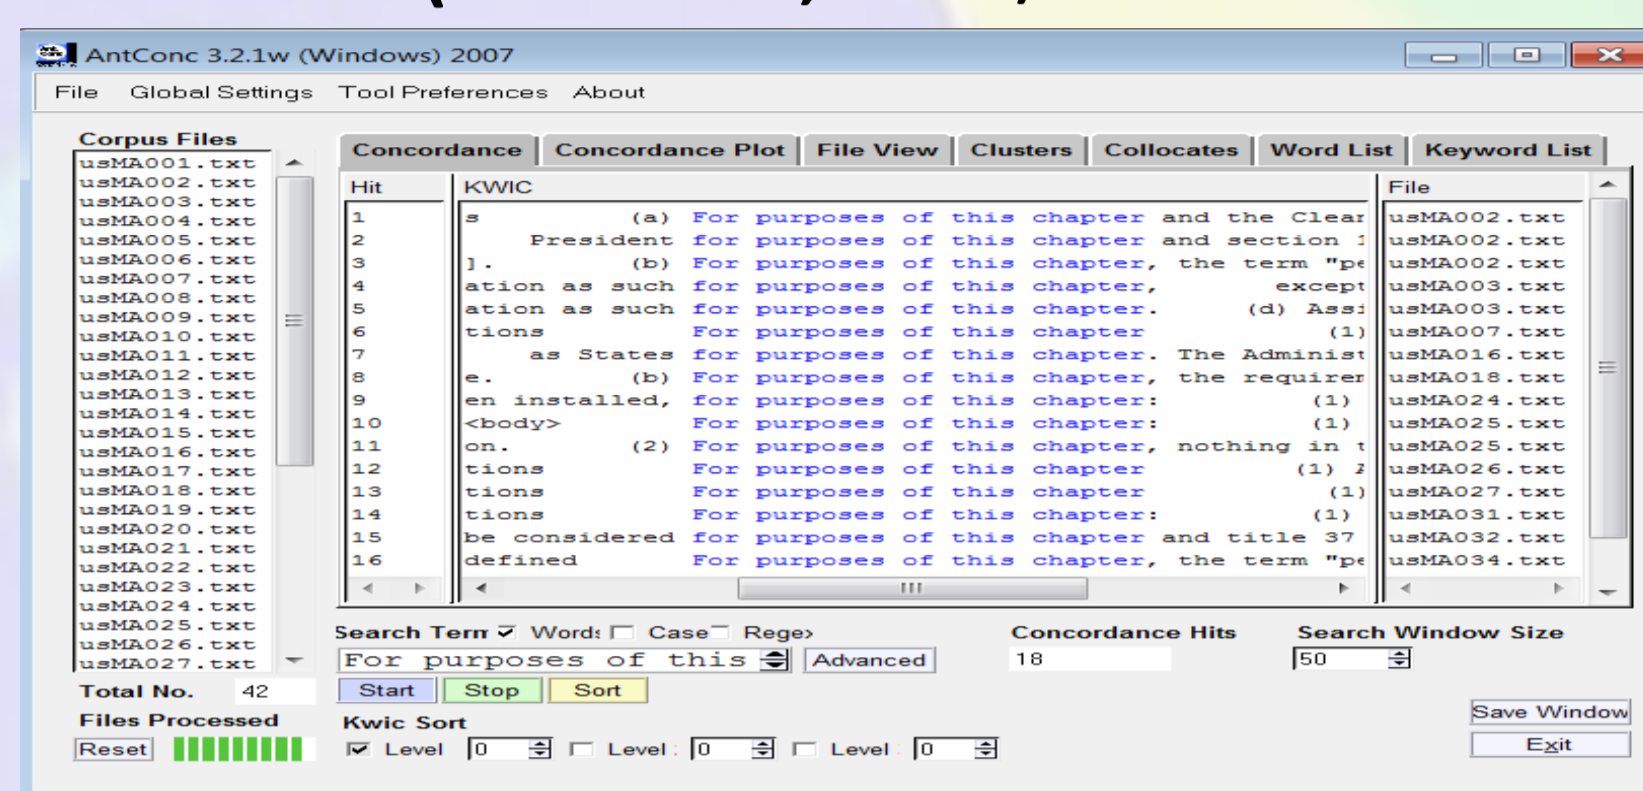 AntConc 3.2.1w (Windows) 2007
File Global Settings Tool Preferences About
Corpus Files
usMA001.txt
usMA002.txt
usMA003.txt
usMA004.txt
usMA005.txt
usMA006.txt
usMA007.txt
usMA008.txt
usMA009.txt
usMA010.txt
usMA011.txt
usMA012.txt
usMA013.txt
usMA014.txt
usMA015.txt
usMA016.txt
usMA017.txt
usMA018.txt
usMA019.txt
usMA020.txt
usMA021.txt
usMA022.txt
usMA023.txt
usMA024.txt
usMA025.txt
usMA026.txt
usMA027.txt
Total No. 42
Files Processed
Reset
Concordance Concordance Plot File View Clusters Collocates Word List Keyword List
Hit KWIC File
1 s (a) For purposes of this chapter and the Clear usMA002.txt
2 President for purposes of this chapter and section 1 usMA002.txt
3 ]. (b) For purposes of this chapter, the term "pe usMA002.txt
4 ation as such for purposes of this chapter, except usMA003.txt
5 ation as such for purposes of this chapter. (d) Assi usMA003.txt
6 tions For purposes of this chapter (1) usMA007.txt
7 as States for purposes of this chapter. The Administ usMA016.txt
8 e. (b) For purposes of this chapter, the requirem usMA018.txt
9 en installed, for purposes of this chapter: (1) usMA024.txt
10 <body> For purposes of this chapter: (1) usMA025.txt
11 on. (2) For purposes of this chapter, nothing in t usMA025.txt
12 tions For purposes of this chapter (1) A usMA026.txt
13 tions For purposes of this chapter (1) usMA027.txt
14 tions For purposes of this chapter: (1) usMA031.txt
15 be considered for purposes of this chapter and title 37 usMA032.txt
16 defined For purposes of this chapter, the term "pe usMA034.txt
Search Term Words Case Regex Concordance Hits Search Window Size
For purposes of this Advanced 18 50
Start Stop Sort
Kwic Sort
Level 0 Level 0 Level 0
Save Window
Exit